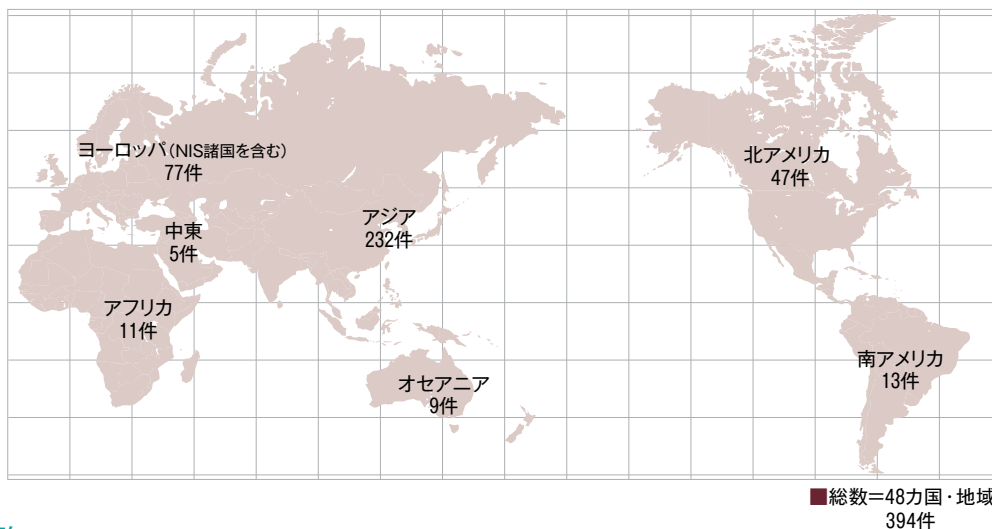 ヨーロッパ（NIS諸国を含む）
77件
中東
5件
アフリカ
11件
アジア
232件
オセアニア
9件
北アメリカ
47件
南アメリカ
13件
■総数＝48カ国・地域
394件